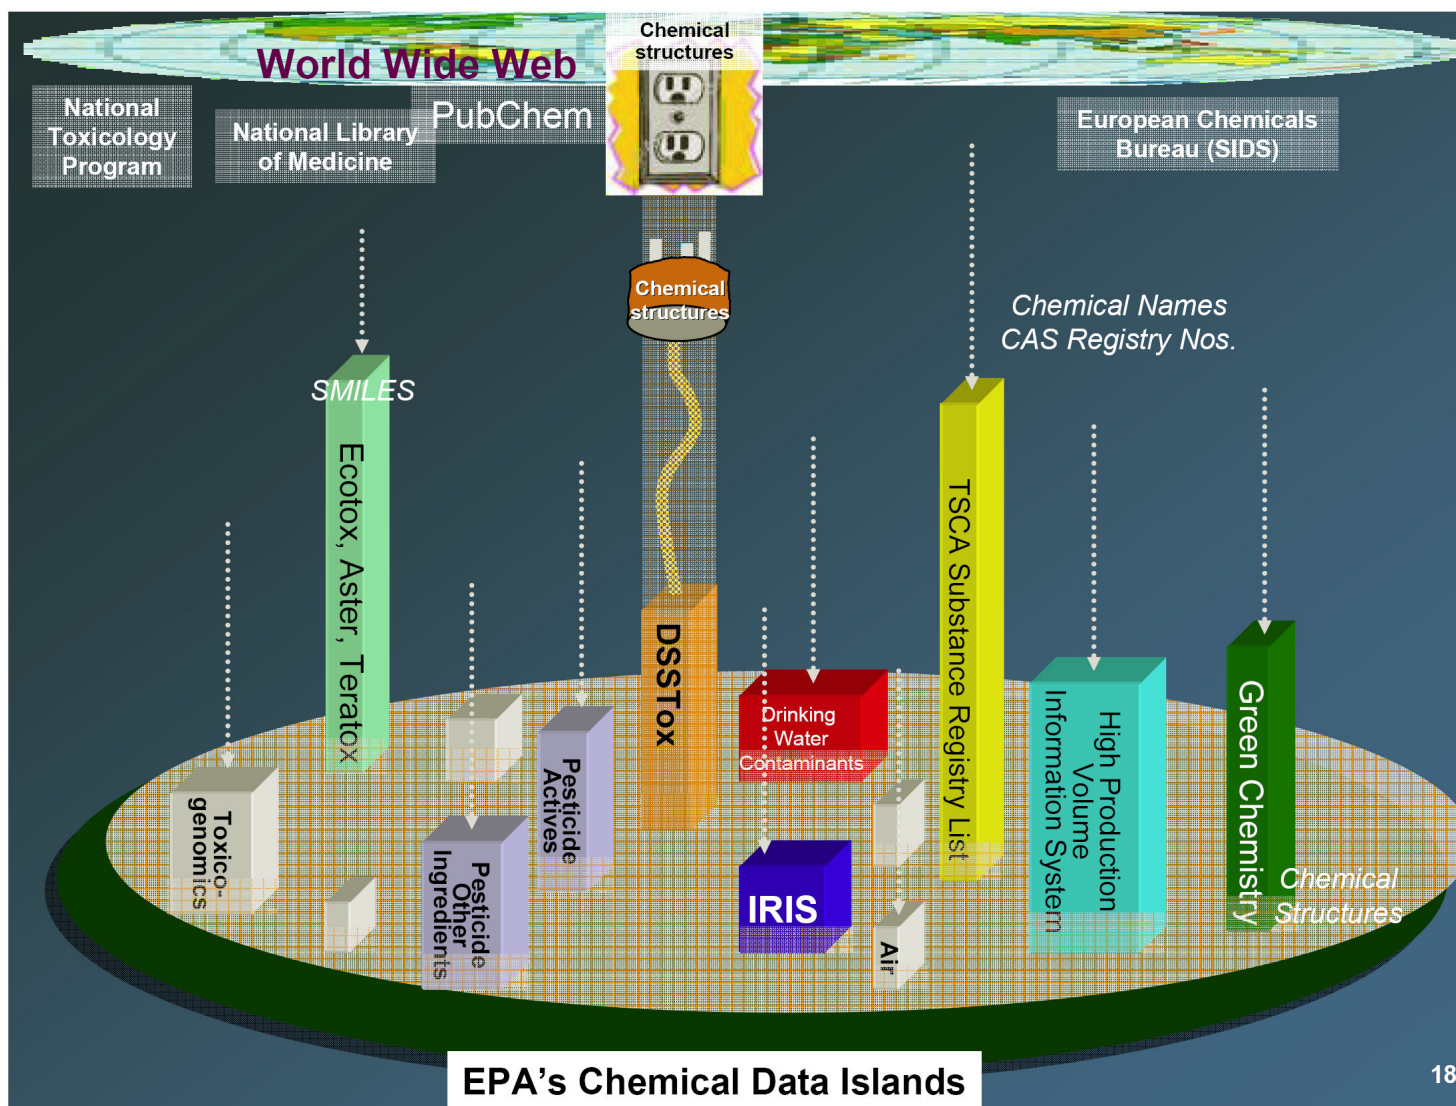 World Wide Web
Chemical
structures
National
Toxicology
Program
National Library
of Medicine
PubChem
European Chemicals
Bureau (SIDS)
Chemical
structures
Chemical Names
CAS Registry Nos.
SMILES
Ecotox, Aster, Teratox
DSSTox
TSCA Substance Registry List
Drinking
Water
Contaminants
High Production
Volume
Information System
Green Chemistry
Pesticide
Actives
Toxico-
genomics
Pesticide
Other
Ingredients
IRIS
Air
Chemical
Structures
EPA's Chemical Data Islands
18